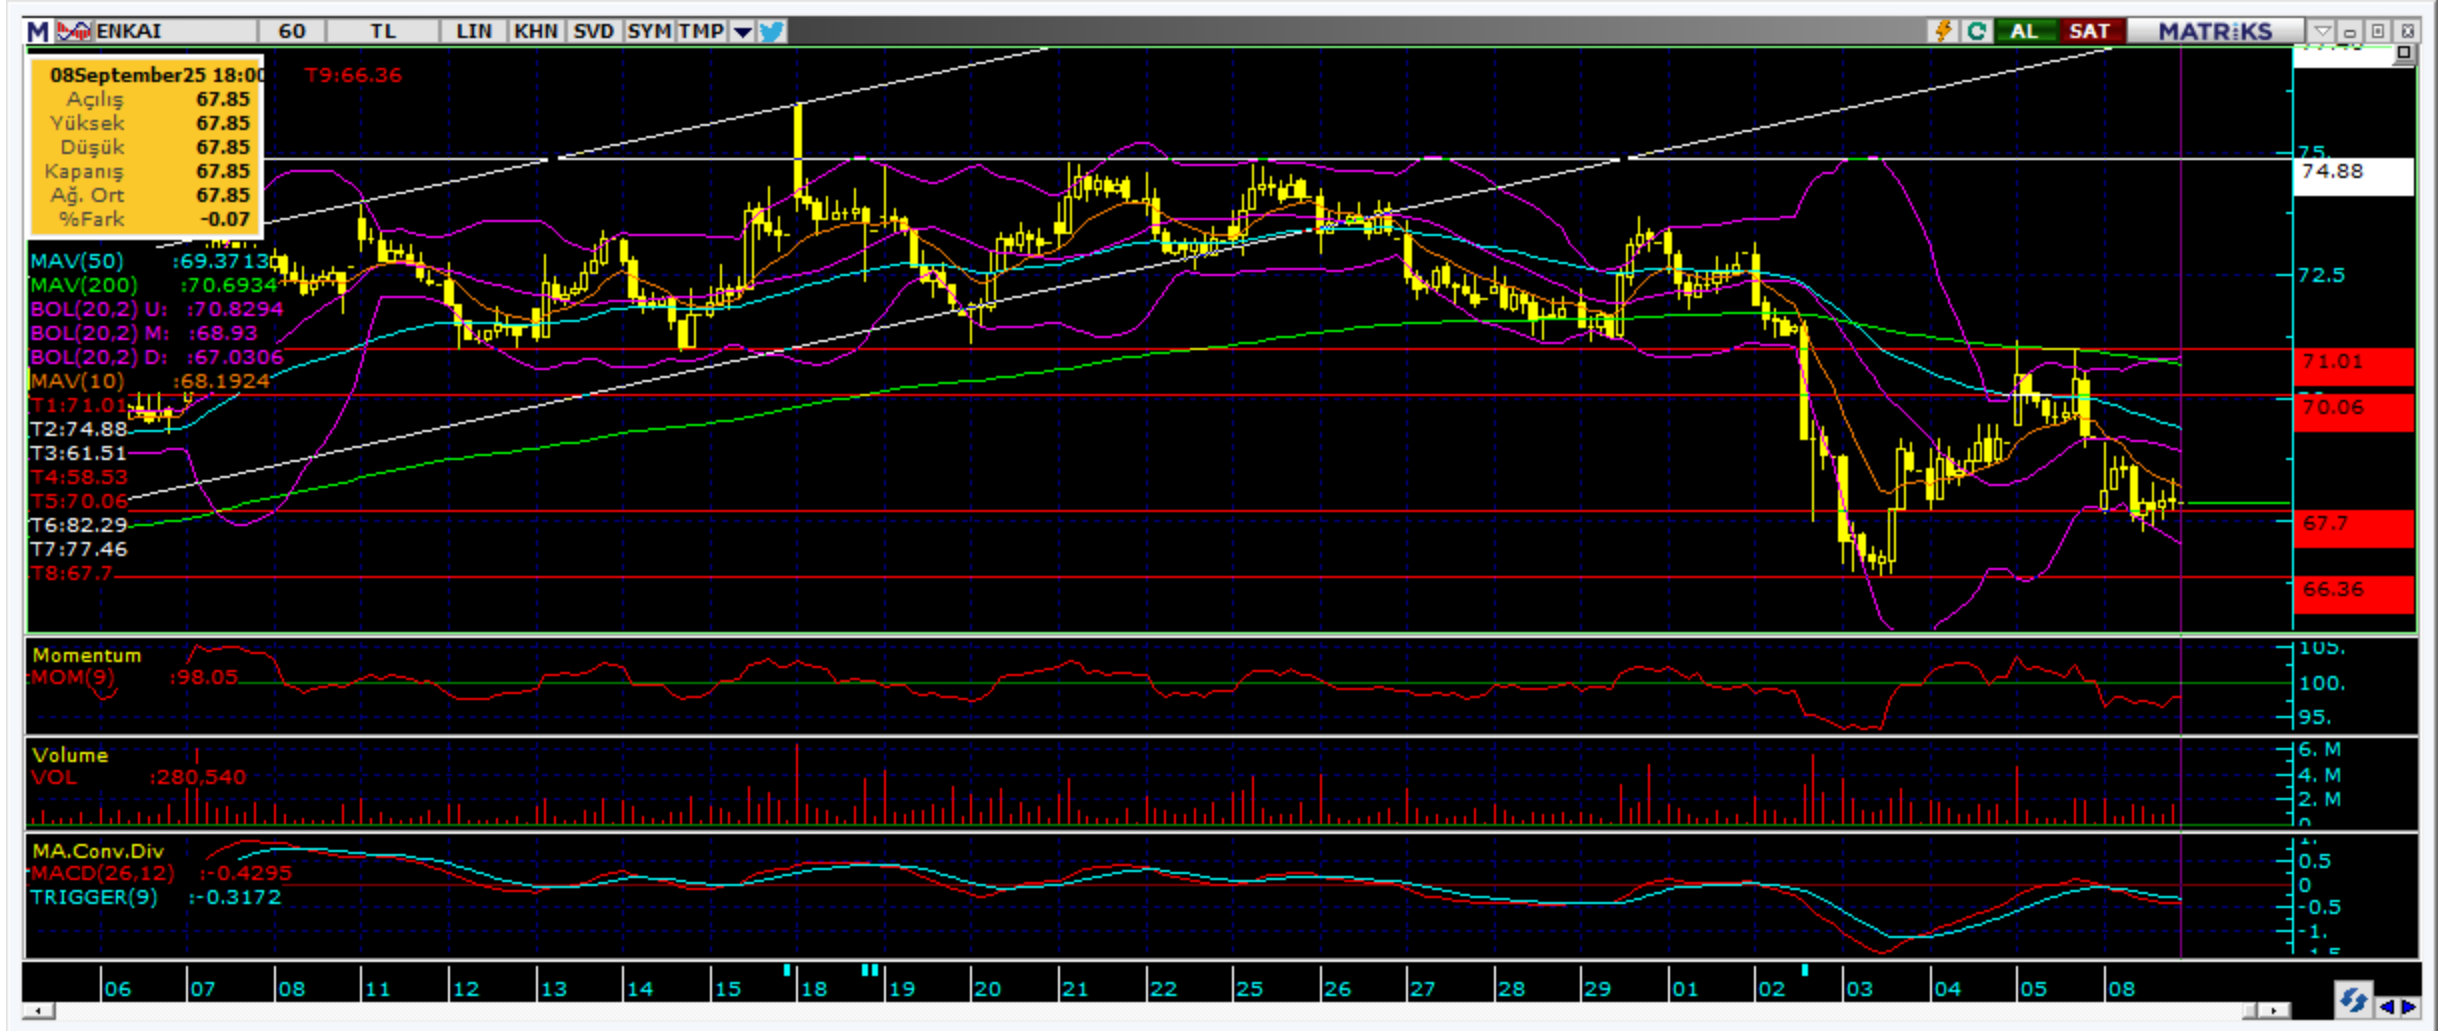 M ENKAI 60 TL LIN KHN SVD SYM TMP AL SAT MATRİKS
08September25 18:00 T9:66.36
Açılış 67.85
Yüksek 67.85
Düşük 67.85
Kapanış 67.85
Ağ. Ort 67.85
%Fark -0.07
MAV(50) :69.3713
MAV(200) :70.6934
BOL(20,2) U: :70.8294
BOL(20,2) M: :68.93
BOL(20,2) D: :67.0306
MAV(10) :68.1924
T1:71.01
T2:74.88
T3:61.51
T4:58.53
T5:70.06
T6:82.29
T7:77.46
T8:67.7
75.
74.88
72.5
71.01
70.06
67.7
66.36
Momentum
MOM(9) :98.05
105.
100.
95.
Volume
VOL :280,540
6. M
4. M
2. M
0
MA.Conv.Div
MACD(26,12) :-0.4295
TRIGGER(9) :-0.3172
1.
0.5
0
-0.5
-1.
06 07 08 11 12 13 14 15 18 19 20 21 22 25 26 27 28 29 01 02 03 04 05 08